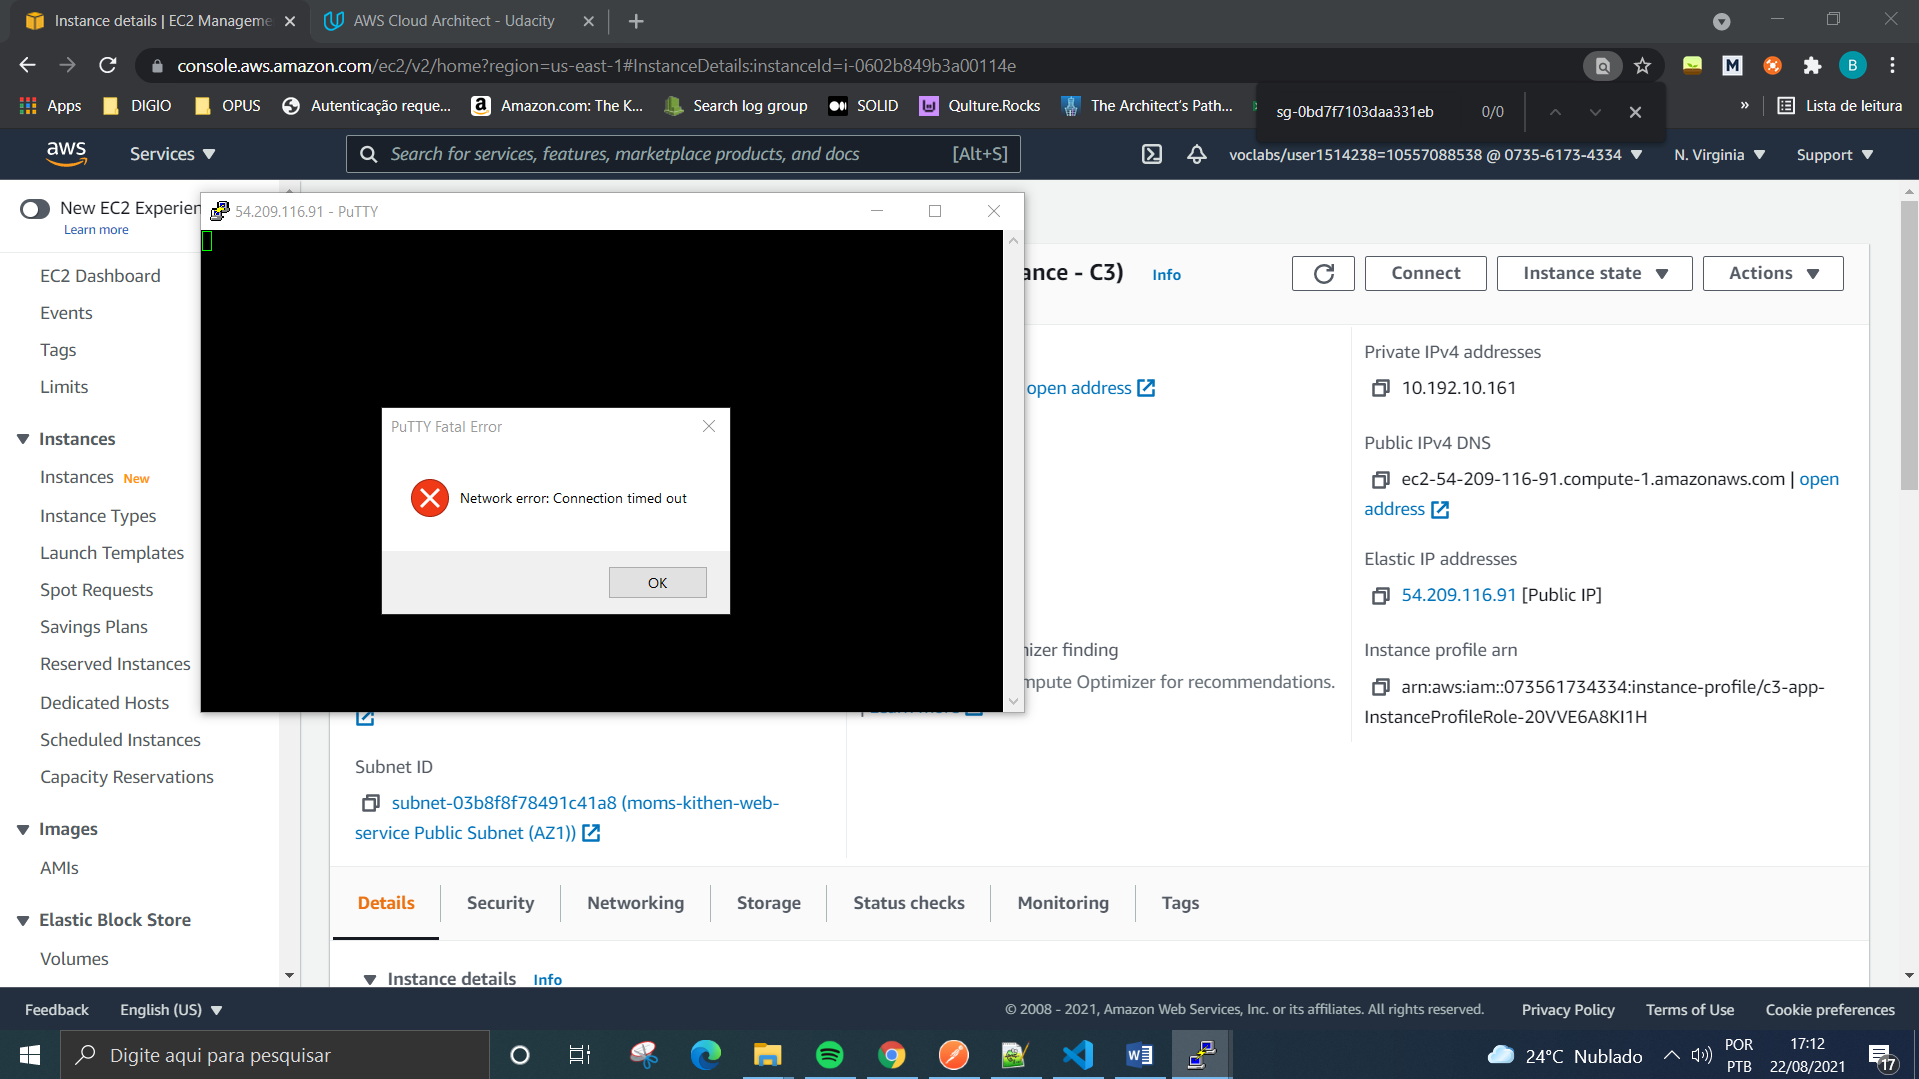 Instance details | EC2 Manageme
AWS Cloud Architect - Udacity
console.aws.amazon.com/ec2/v2/home?region=us-east-1#InstanceDetails:instanceId=i-0602b849b3a00114e
M
B
Apps
DIGIO
OPUS
Autenticação reque...
Amazon.com: The K...
Search log group
SOLID
Qulture.Rocks
The Architect's Path...
»
Lista de leitura
sg-0bd7f7103daa331eb
0/0
aws
Services
Search for services, features, marketplace products, and docs
[Alt+S]
voclabs/user1514238=10557088538 @ 0735-6173-4334
N. Virginia
Support
New EC2 Experien
Learn more
54.209.116.91 - PuTTY
EC2 Dashboard
Events
Tags
Limits
Instances
Instances New
Instance Types
Launch Templates
Spot Requests
Savings Plans
Reserved Instances
Dedicated Hosts
Scheduled Instances
Capacity Reservations
Images
AMIs
Elastic Block Store
Volumes
PuTTY Fatal Error
Network error: Connection timed out
OK
ance - C3)
Info
Connect
Instance state
Actions
open address
Private IPv4 addresses
10.192.10.161
Public IPv4 DNS
ec2-54-209-116-91.compute-1.amazonaws.com | open
address
Elastic IP addresses
54.209.116.91 [Public IP]
nizer finding
mpute Optimizer for recommendations.
| Learn more
Instance profile arn
arn:aws:iam::073561734334:instance-profile/c3-app-
InstanceProfileRole-20VVE6A8KI1H
Subnet ID
subnet-03b8f8f78491c41a8 (moms-kithen-web-
service Public Subnet (AZ1))
Details
Security
Networking
Storage
Status checks
Monitoring
Tags
Instance details
Info
Feedback
English (US)
© 2008 - 2021, Amazon Web Services, Inc. or its affiliates. All rights reserved.
Privacy Policy
Terms of Use
Cookie preferences
Digite aqui para pesquisar
24°C Nublado
POR
PTB
17:12
22/08/2021
17